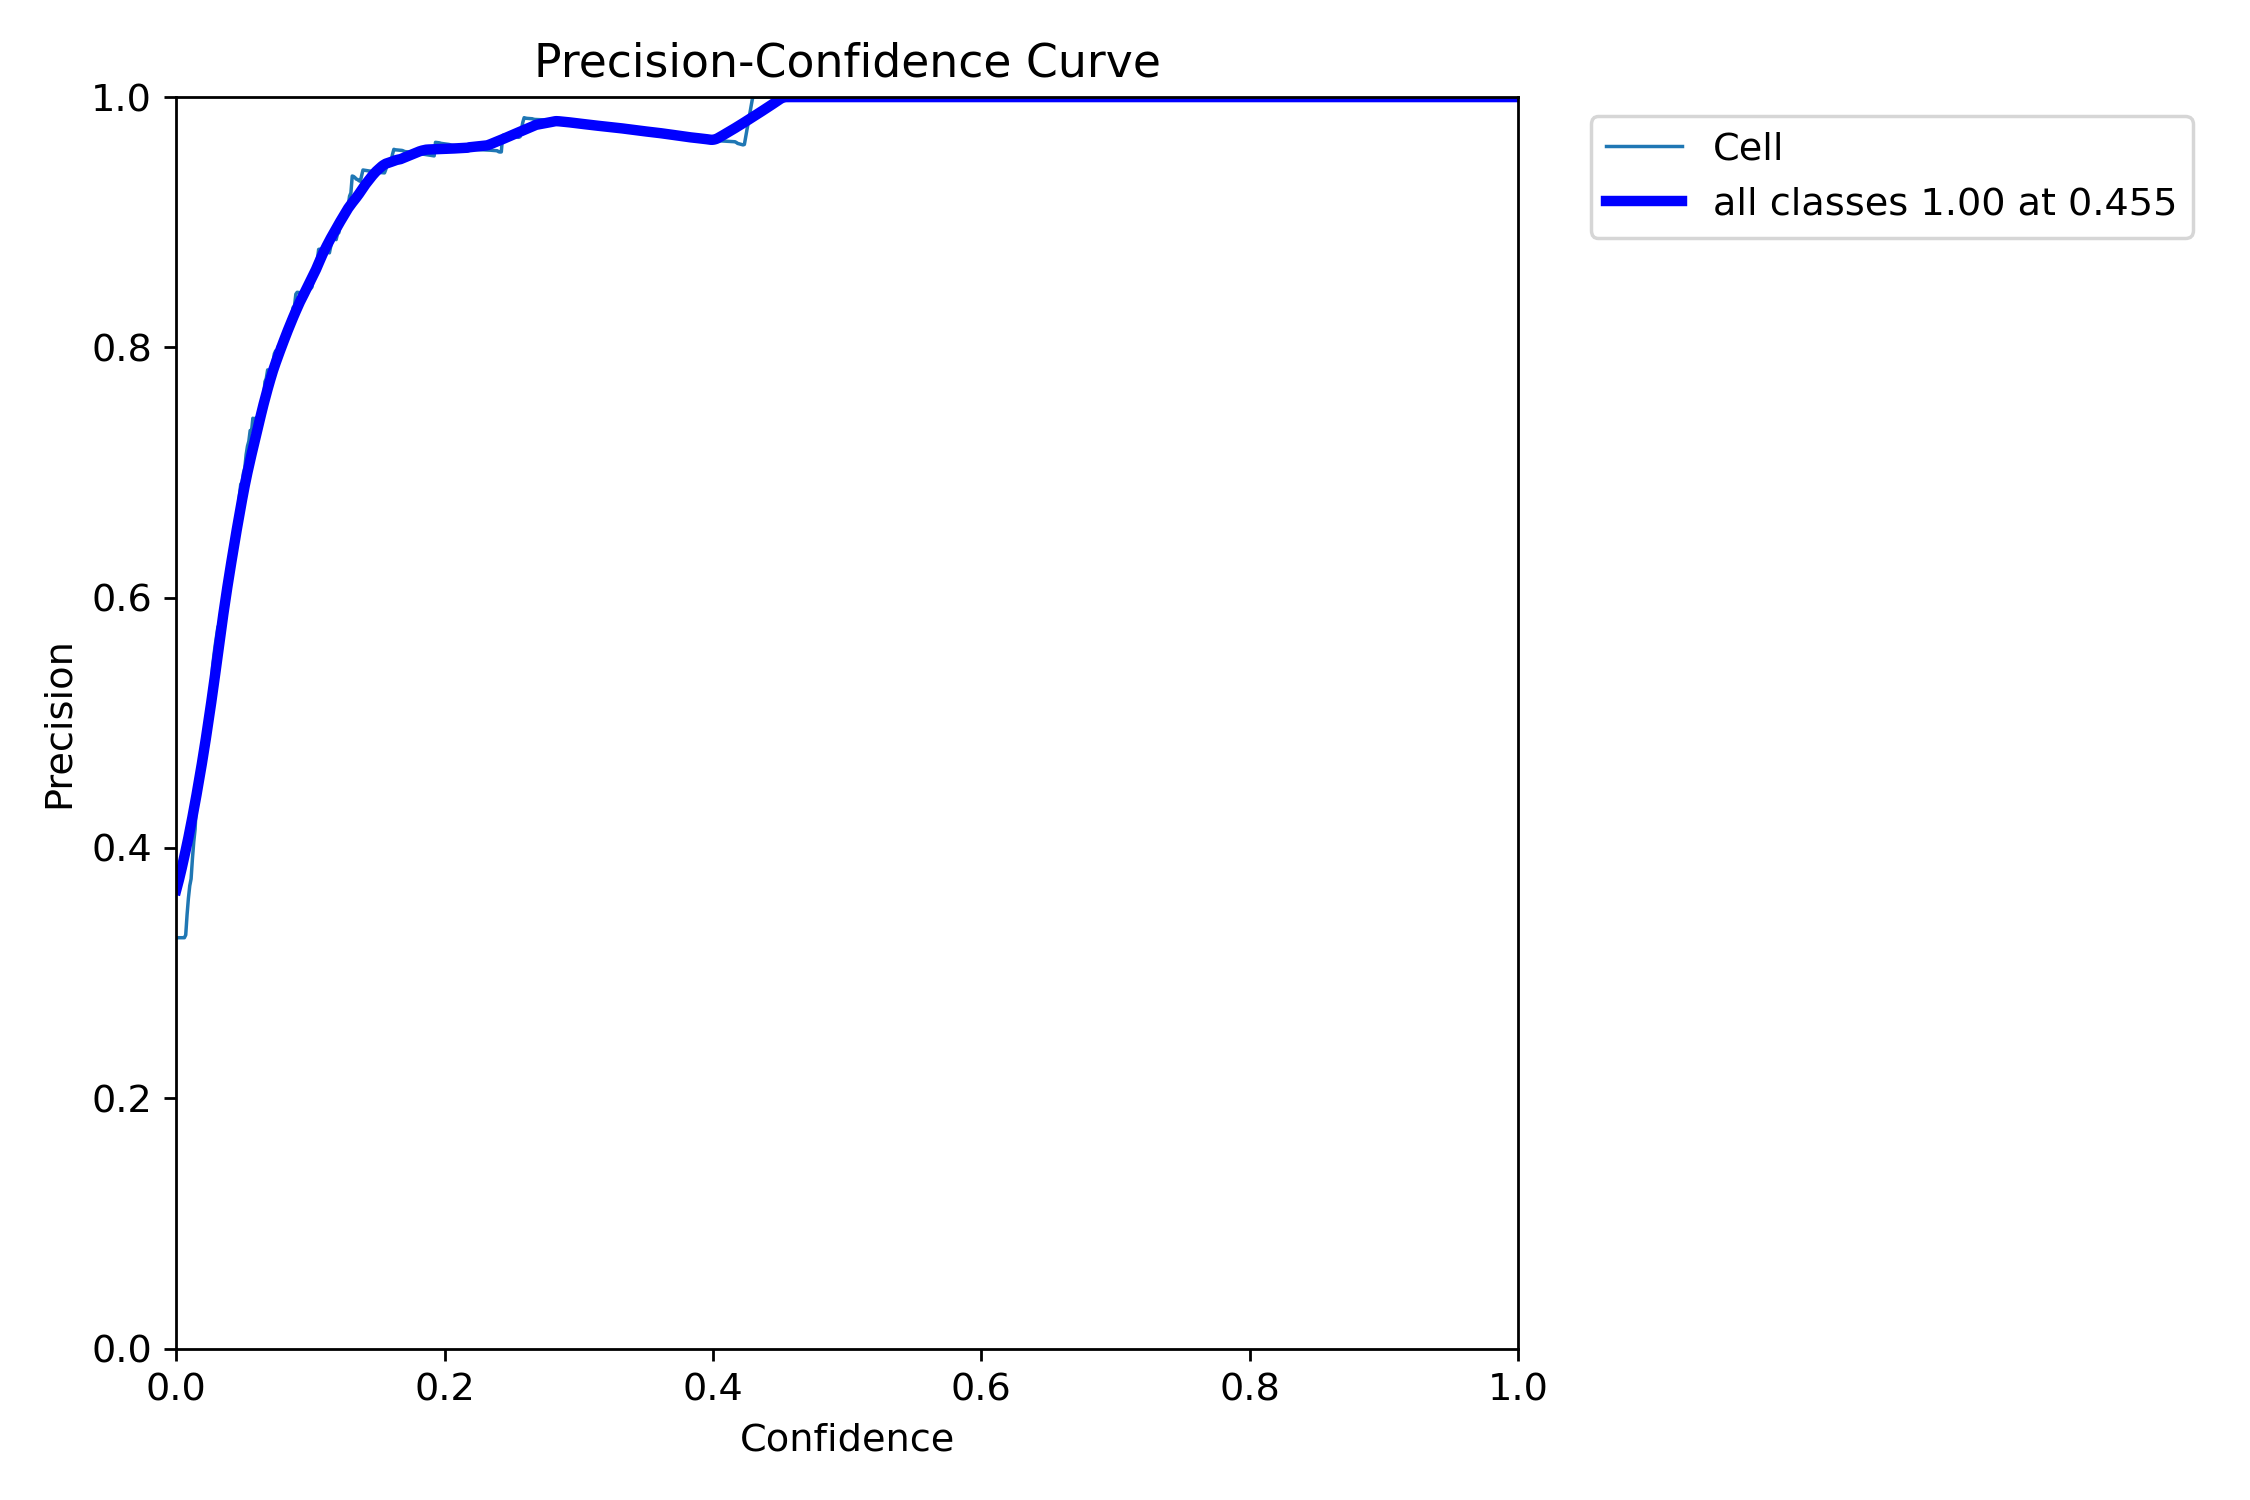 Precision-Confidence Curve
1.0
0.8
0.6
0.4
0.2
0.0
Precision
0.0 0.2 0.4 0.6 0.8 1.0
Confidence
Cell
all classes 1.00 at 0.455